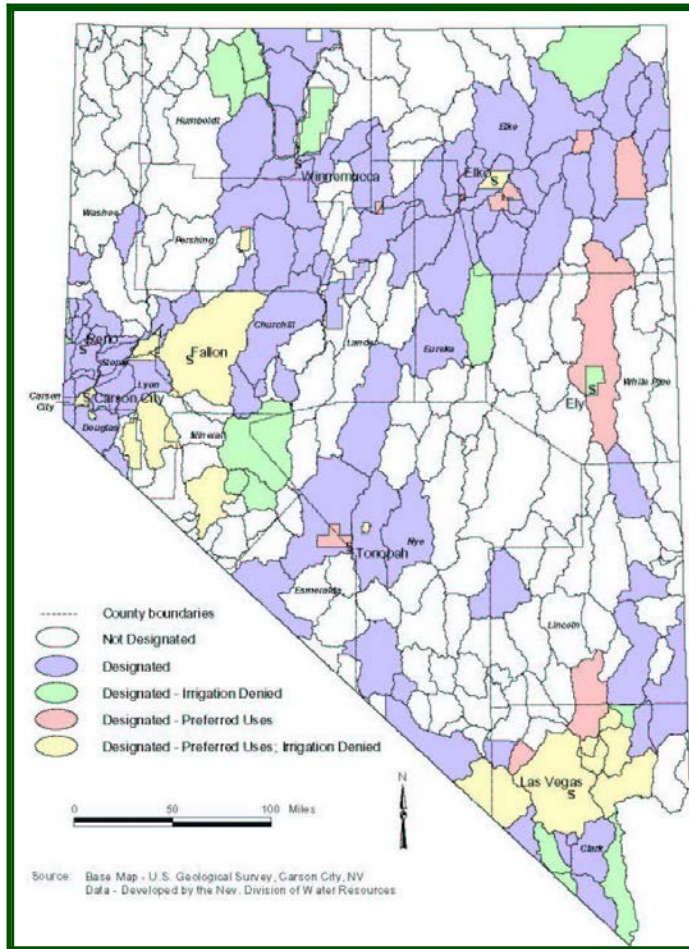 Humboldt
Elko
Winnemucca
Elko
Washoe
Pershing
Churchill
Lander
Eureka
Reno
Storey
Fallon
White Pine
Lyon
Carson City
Carson City
Ely
Douglas
Mineral
Nye
Tonopah
Esmeralda
Lincoln
County boundaries
Not Designated
Designated
Designated - Irrigation Denied
Designated - Preferred Uses
Designated - Preferred Uses; Irrigation Denied
Las Vegas
N
0 50 100 Miles
Clark
Source: Base Map - U.S. Geological Survey, Carson City, NV
Data - Developed by the Nev. Division of Water Resources